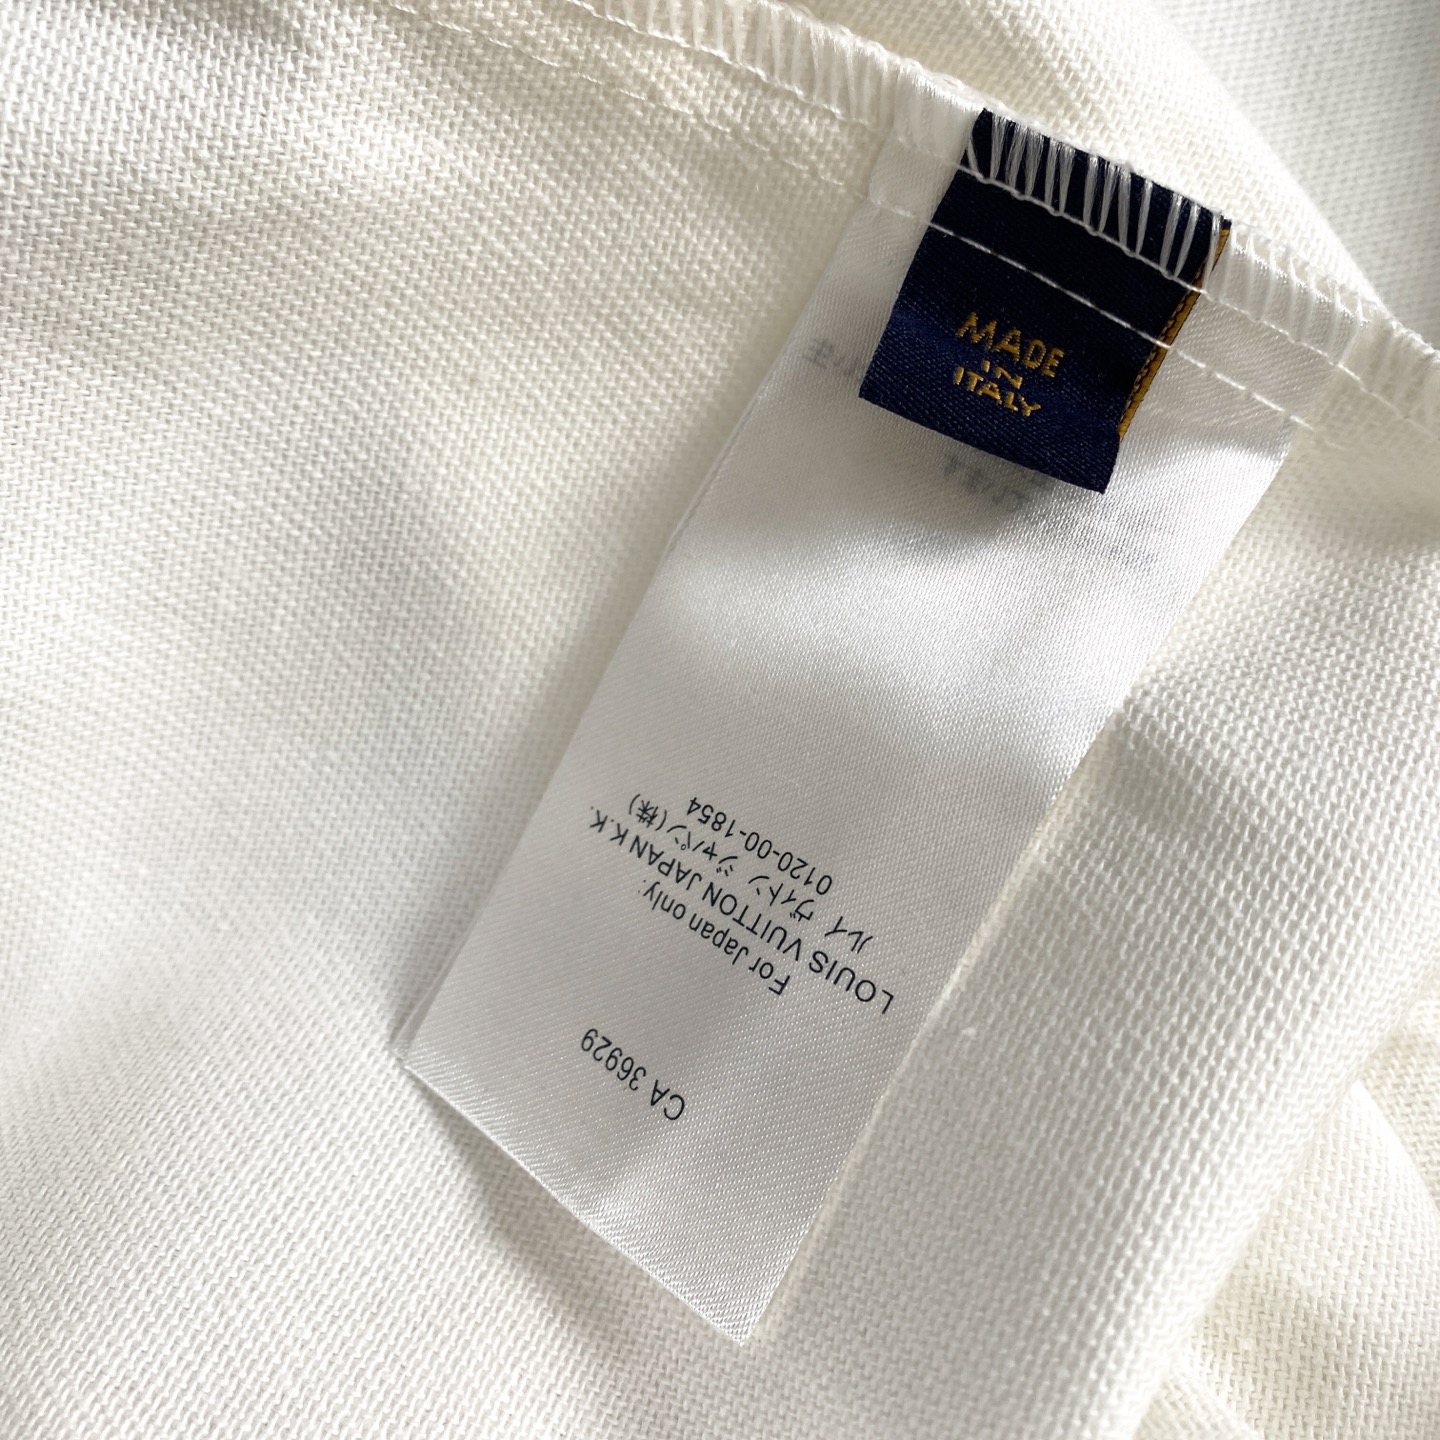 MADE
IN
ITALY
CA 36929
For Japan only:
LOUIS VUITTON JAPAN K.K.
ルイ ヴィトン ジャパン(株)
0120-00-1854